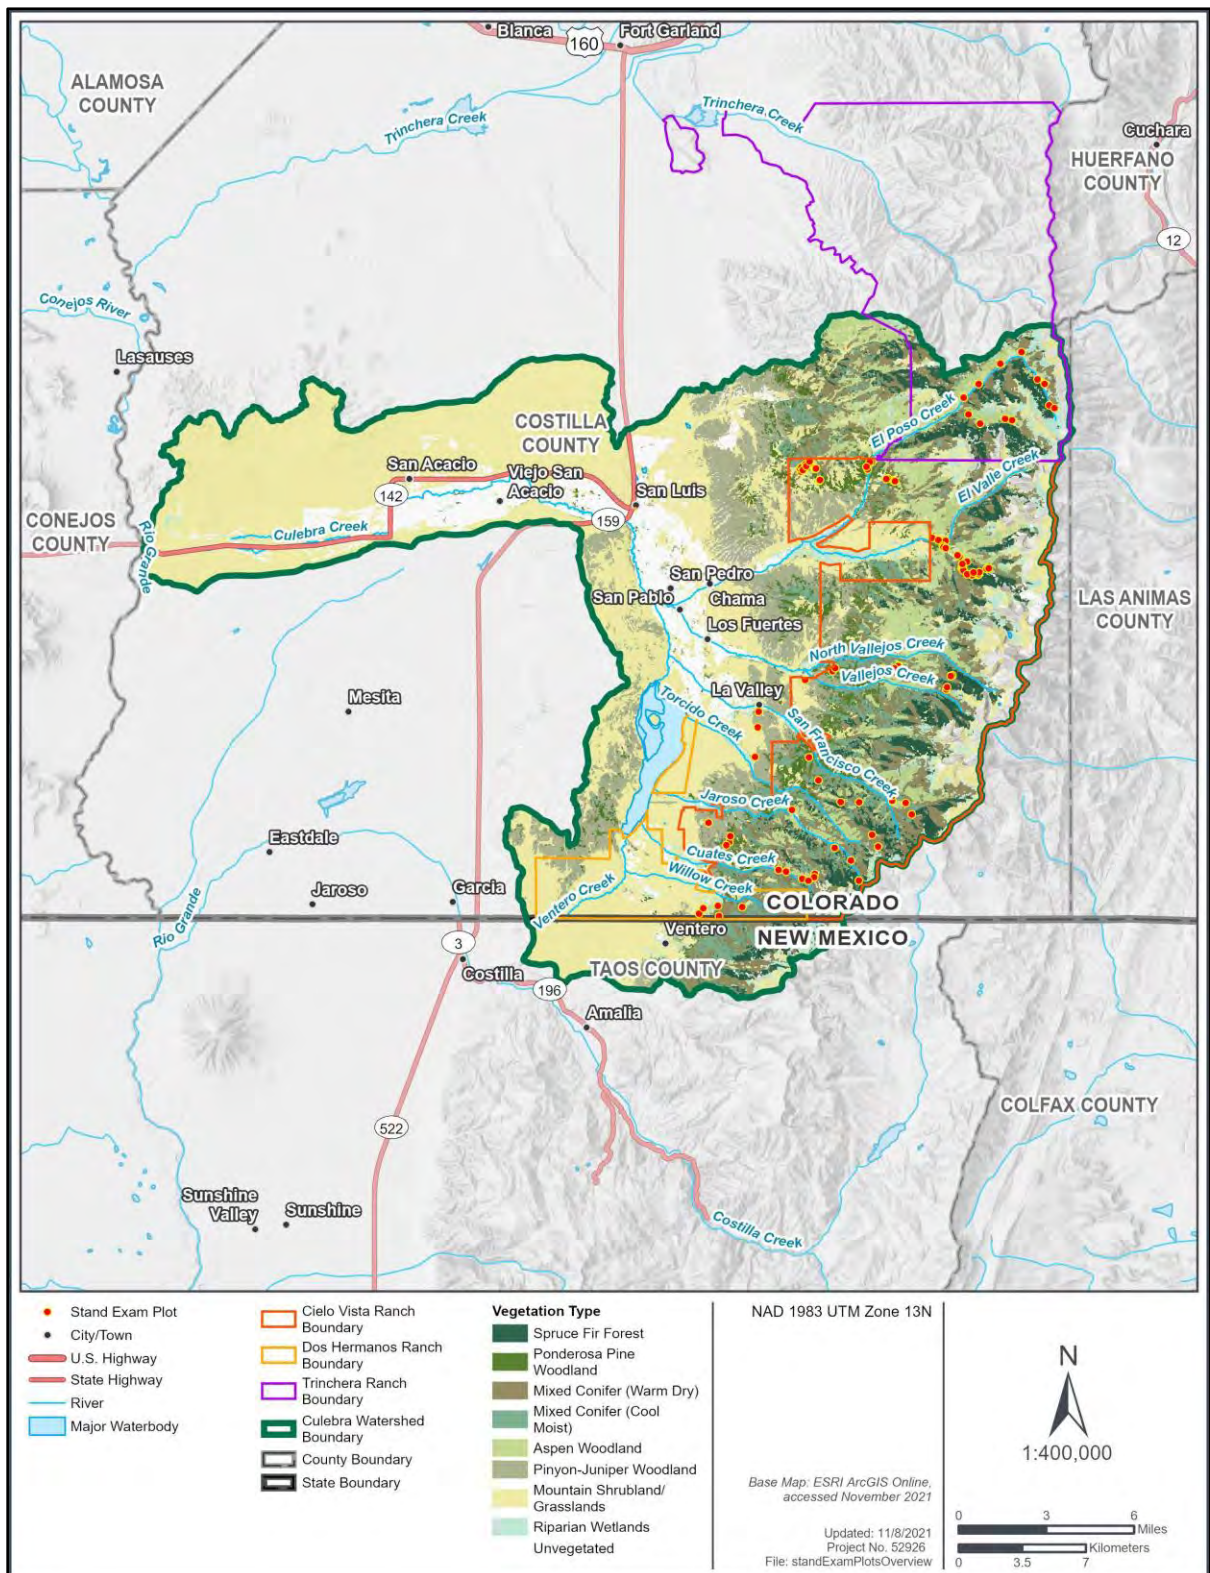 Blanca
Fort Garland
160
ALAMOSA
COUNTY
Trinchera Creek
Trinchera Creek
Cuchara
HUERFANO
COUNTY
12
Conejos River
Lasauses
COSTILLA
COUNTY
El Poso Creek
San Acacio
Viejo San
Acacio
142
San Luis
El Valle Creek
159
CONEJOS
COUNTY
Culebra Creek
Rio Grande
San Pedro
San Pablo
Chama
LAS ANIMAS
COUNTY
Los Fuertes
North Vallejos Creek
Vallejos Creek
La Valley
Mesita
Torcido Creek
San Francisco Creek
Jaroso Creek
Eastdale
Cuates Creek
Willow Creek
Jaroso
Garcia
Ventero Creek
COLORADO
Rio Grande
NEW MEXICO
Ventero
3
Costilla
TAOS COUNTY
196
Amalia
COLFAX COUNTY
522
Sunshine
Valley
Sunshine
Costilla Creek
Stand Exam Plot
City/Town
U.S. Highway
State Highway
River
Major Waterbody
Cielo Vista Ranch
Boundary
Dos Hermanos Ranch
Boundary
Trinchera Ranch
Boundary
Culebra Watershed
Boundary
County Boundary
State Boundary
Vegetation Type
Spruce Fir Forest
Ponderosa Pine
Woodland
Mixed Conifer (Warm Dry)
Mixed Conifer (Cool
Moist)
Aspen Woodland
Pinyon-Juniper Woodland
Mountain Shrubland/
Grasslands
Riparian Wetlands
Unvegetated
NAD 1983 UTM Zone 13N
Base Map: ESRI ArcGIS Online,
accessed November 2021
Updated: 11/8/2021
Project No. 52926
File: standExamPlotsOverview
N
1:400,000
0 3 6
Miles
Kilometers
0 3.5 7